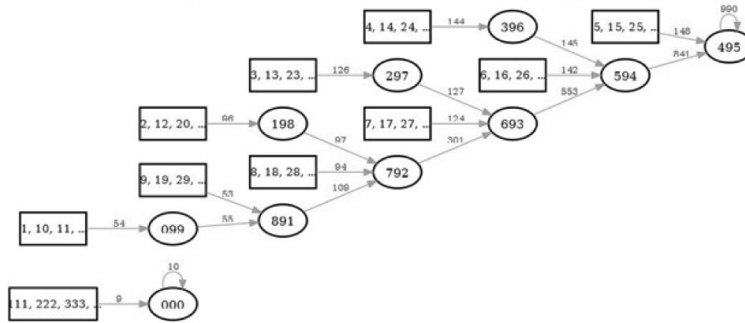 990
4, 14, 24, ... 144 396 5, 15, 25, ... 148 495
145
3, 13, 23, ... 126 297 6, 16, 26, ... 142 594 841
127 553
2, 12, 20, ... 96 198 7, 17, 27, ... 124 693
97 301
9, 19, 29, ... 53 8, 18, 28, ... 94 792
109
1, 10, 11, ... 54 099 55 891
10
111, 222, 333, ... 9 000